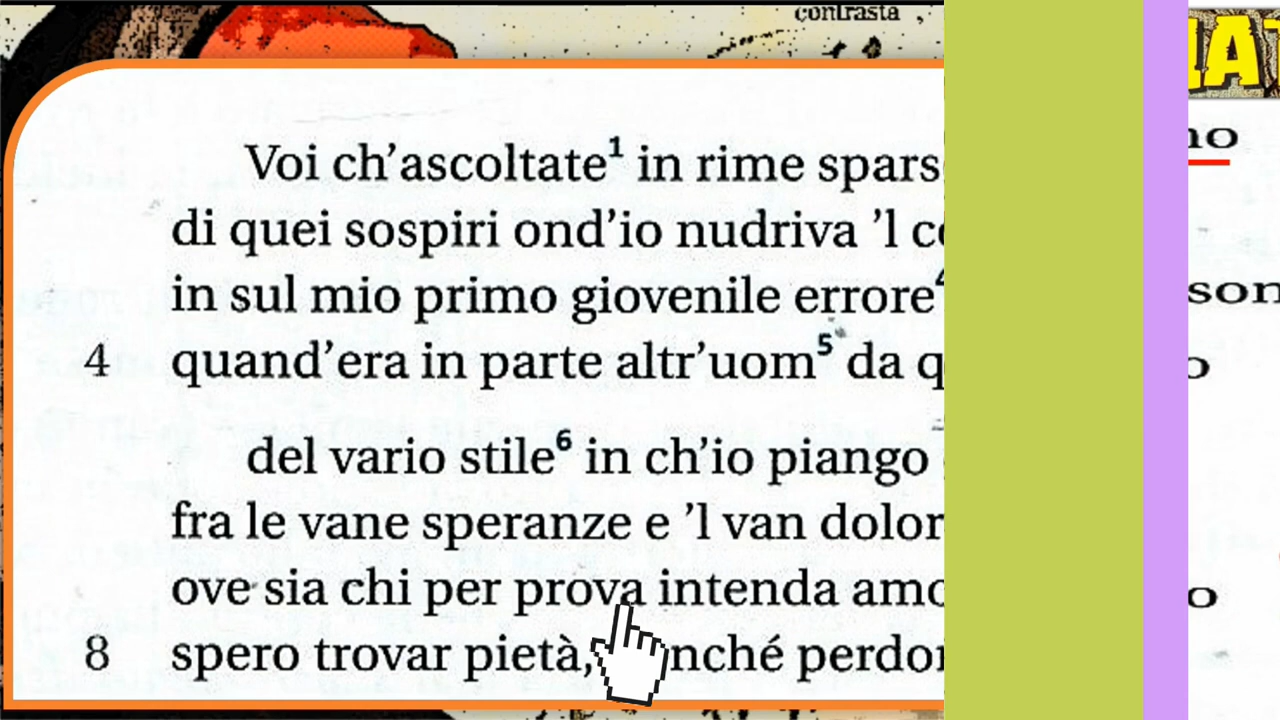 contrasta ,
Voi ch’ascoltate¹ in rime spars
di quei sospiri ond’io nudriva ’l
in sul mio primo giovenile errore⁴
4 quand’era in parte altr’uom⁵ da q
del vario stile⁶ in ch’io piango
fra le vane speranze e ’l van dolor
ove sia chi per prova intenda amo
8 spero trovar pietà, nché perdo
son